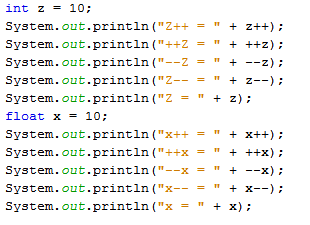 int z = 10;
System.out.println("Z++ = " + z++);
System.out.println("++Z = " + ++z);
System.out.println("--Z = " + --z);
System.out.println("Z-- = " + z--);
System.out.println("Z = " + z);
float x = 10;
System.out.println("x++ = " + x++);
System.out.println("++x = " + ++x);
System.out.println("--x = " + --x);
System.out.println("x-- = " + x--);
System.out.println("x = " + x);